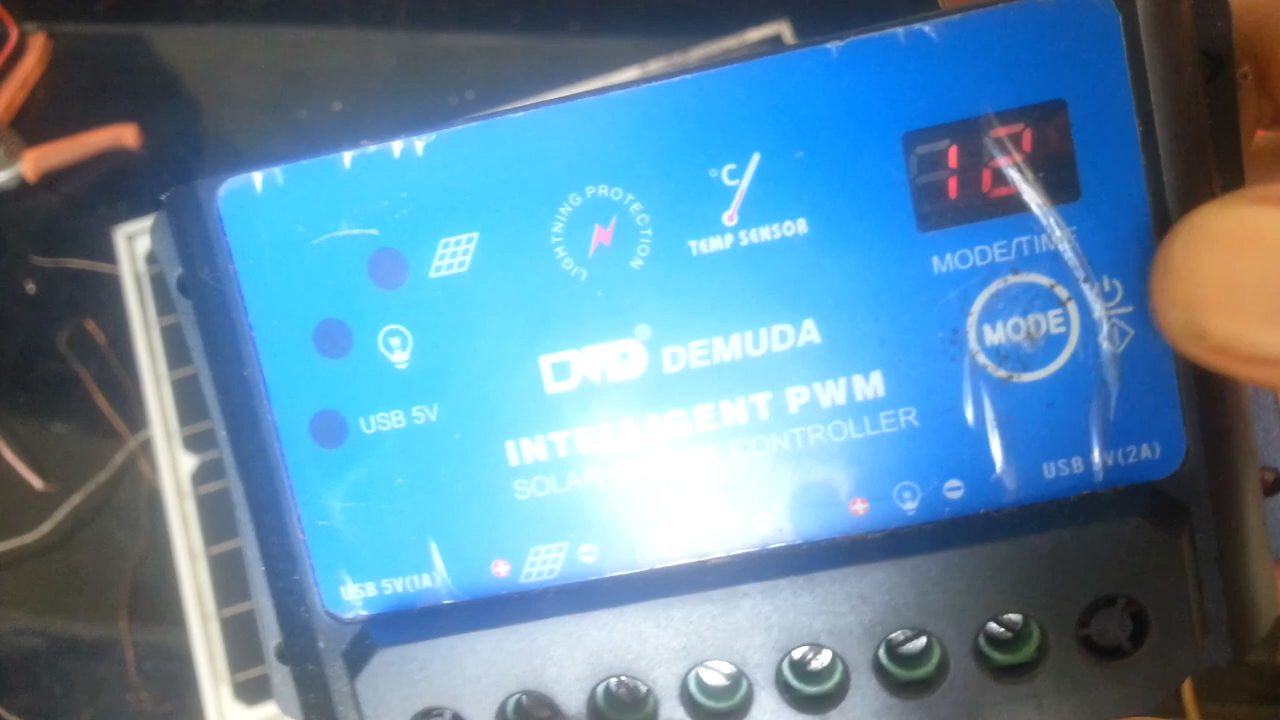 12
MODE/TIME
MODE
LIGHTNING PROTECTION
°C
TEMP SENSOR
DMD® DEMUDA
INTELLIGENT PWM
SOLAR CONTROLLER
USB 5V
USB 5V(1A)
USB 5V(2A)